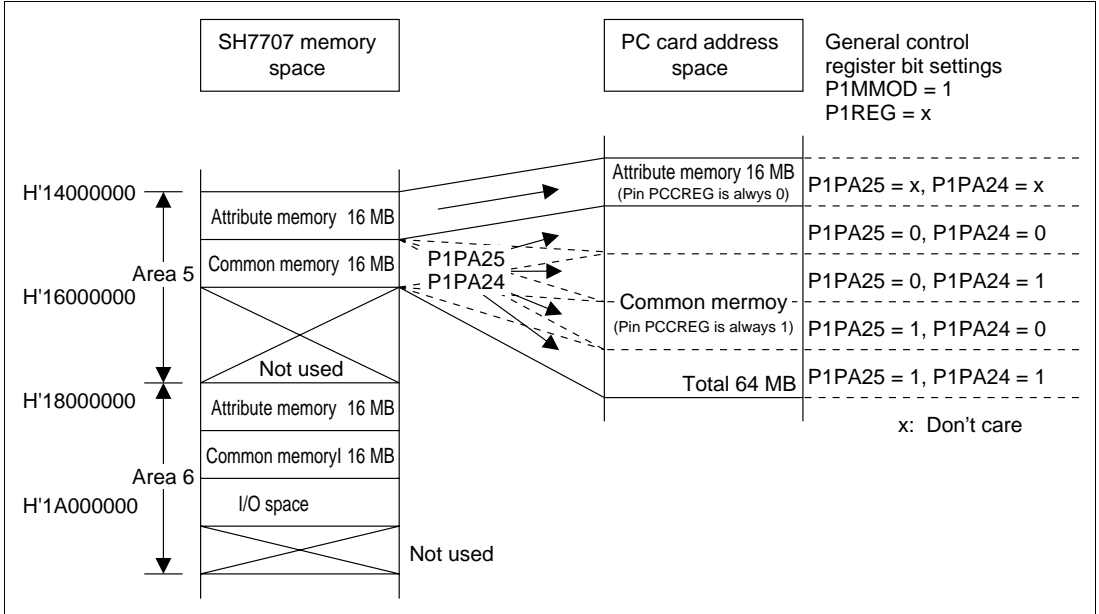 SH7707 memory
space
PC card address
space
General control
register bit settings
P1MMOD = 1
P1REG = x
H'14000000
Attribute memory 16 MB
Area 5
Common memory 16 MB
H'16000000
Not used
H'18000000
Attribute memory 16 MB
Common memoryI 16 MB
Area 6
H'1A000000
I/O space
Not used
P1PA25
P1PA24
Attribute memory 16 MB
(Pin PCCREG is alwys 0)
Common mermoy
(Pin PCCREG is always 1)
Total 64 MB
P1PA25 = x, P1PA24 = x
P1PA25 = 0, P1PA24 = 0
P1PA25 = 0, P1PA24 = 1
P1PA25 = 1, P1PA24 = 0
P1PA25 = 1, P1PA24 = 1
x: Don't care